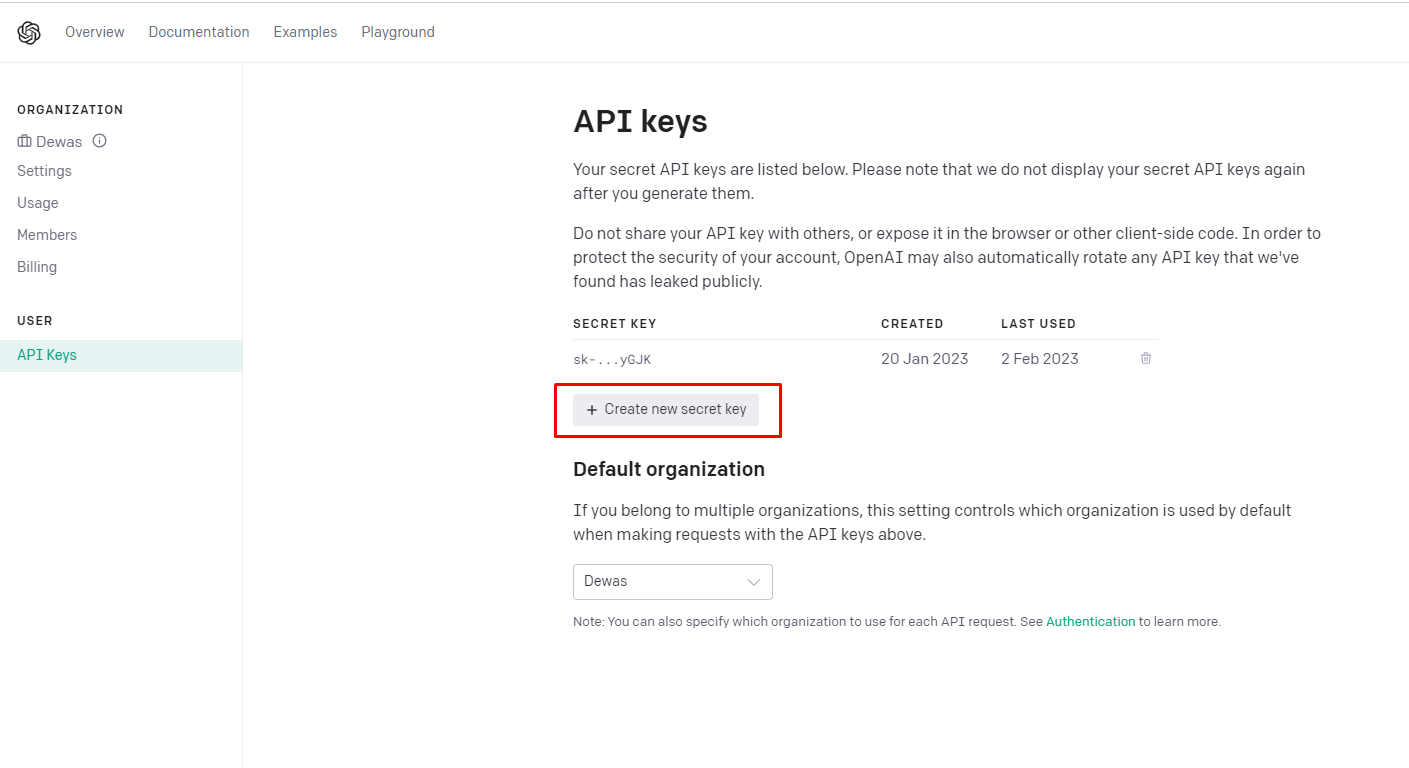 Overview Documentation Examples Playground
ORGANIZATION
Dewas
Settings
Usage
Members
Billing
USER
API Keys
API keys
Your secret API keys are listed below. Please note that we do not display your secret API keys again
after you generate them.
Do not share your API key with others, or expose it in the browser or other client-side code. In order to
protect the security of your account, OpenAI may also automatically rotate any API key that we've
found has leaked publicly.
SECRET KEY CREATED LAST USED
sk-...yGJK 20 Jan 2023 2 Feb 2023
+ Create new secret key
Default organization
If you belong to multiple organizations, this setting controls which organization is used by default
when making requests with the API keys above.
Dewas
Note: You can also specify which organization to use for each API request. See Authentication to learn more.